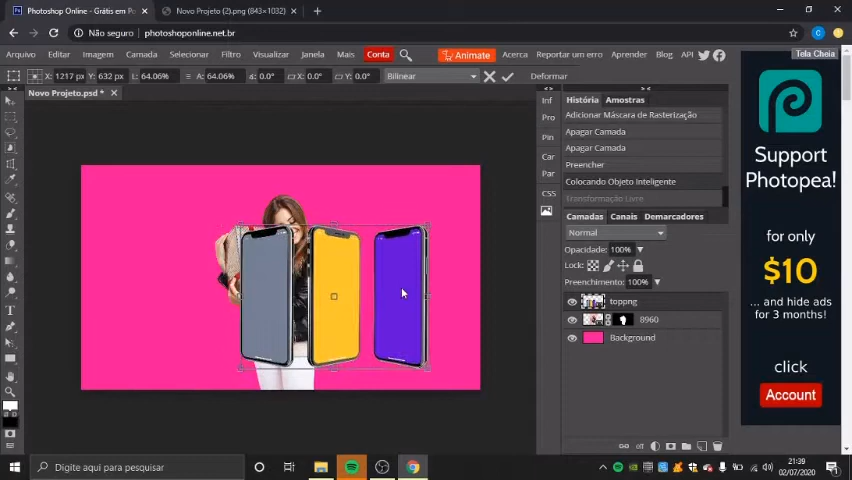 Photoshop Online - Grátis em Po
Novo Projeto (2).png (843×1032)
Não seguro
photoshoponline.net.br
Arquivo Editar Imagem Camada Selecionar Filtro Visualizar Janela Mais Conta Animate Acerca Reportar um erro Aprender Blog API
Tela Cheia
X: 1217 px Y: 632 px L: 64.06% A: 64.06% 0.0° X: 0.0° Y: 0.0° Bilinear Deformar
Novo Projeto.psd *
Inf
Pro
Pin
Car
Par
CSS
História Amostras
Adicionar Máscara de Rasterização
Apagar Camada
Apagar Camada
Preencher
Colocando Objeto Inteligente
Transformação Livre
Camadas Canais Demarcadores
Normal
Opacidade: 100%
Lock:
Preenchimento: 100%
toppng
8960
Background
Support
Photopea!
for only
$10
... and hide ads
for 3 months!
click
Account
Digite aqui para pesquisar
21:39
02/07/2020